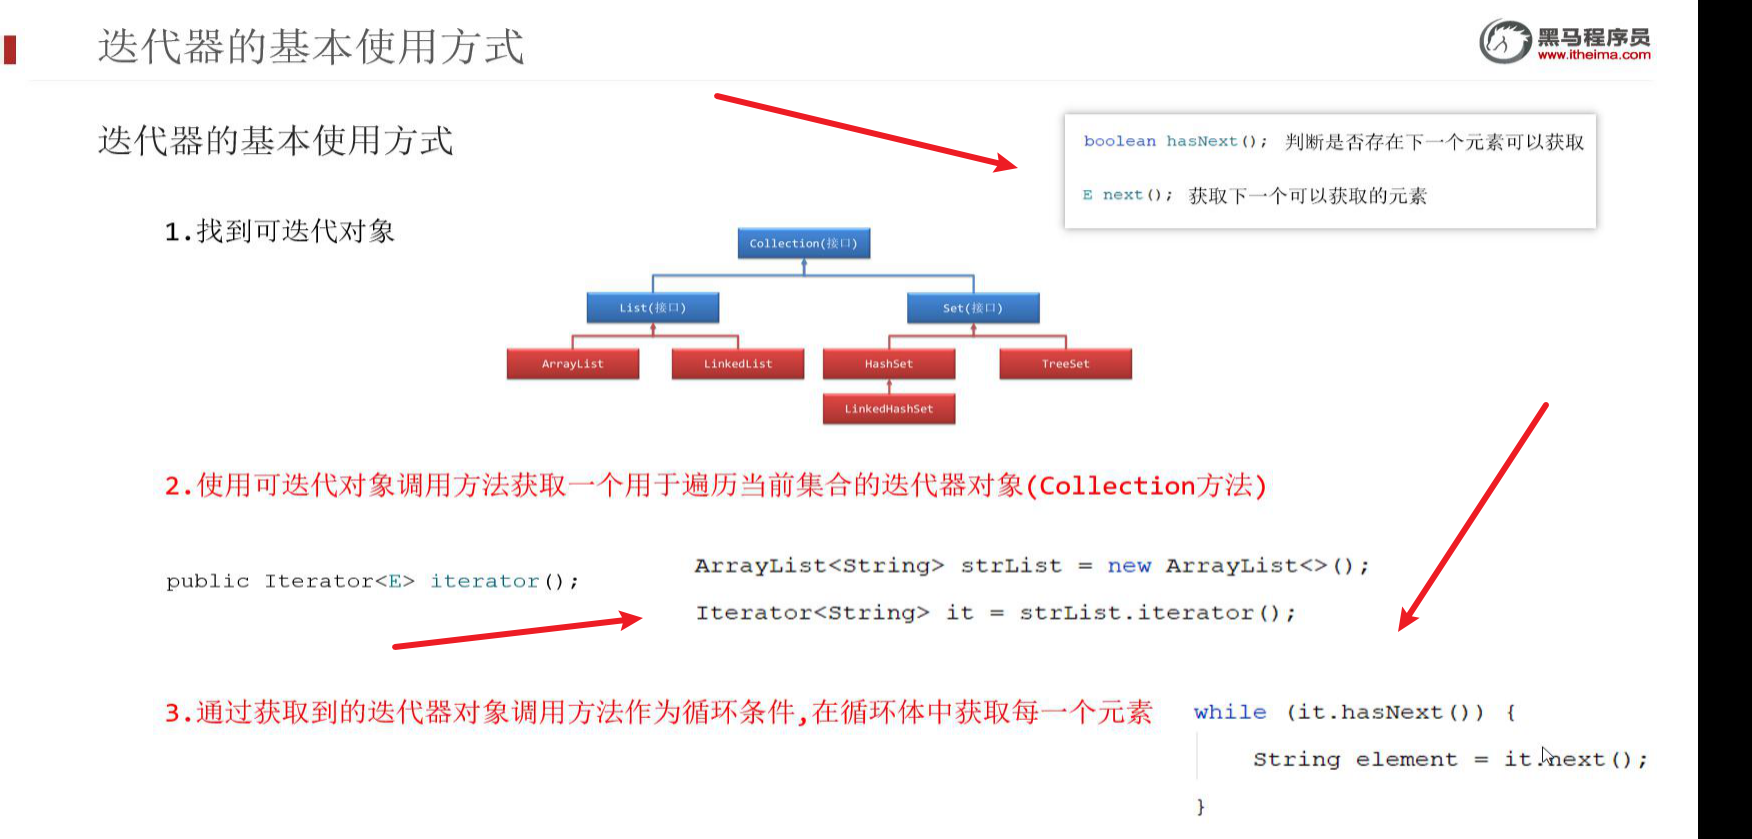 迭代器的基本使用方式
黑马程序员
www.itheima.com
迭代器的基本使用方式
boolean hasNext(); 判断是否存在下一个元素可以获取
E next(); 获取下一个可以获取的元素
1.找到可迭代对象
Collection(接口)
List(接口)
Set(接口)
ArrayList
LinkedList
HashSet
TreeSet
LinkedHashSet
2.使用可迭代对象调用方法获取一个用于遍历当前集合的迭代器对象(Collection方法)
public Iterator<E> iterator();
ArrayList<String> strList = new ArrayList<>();
Iterator<String> it = strList.iterator();
3.通过获取到的迭代器对象调用方法作为循环条件,在循环体中获取每一个元素
while (it.hasNext()) {
String element = it.next();
}